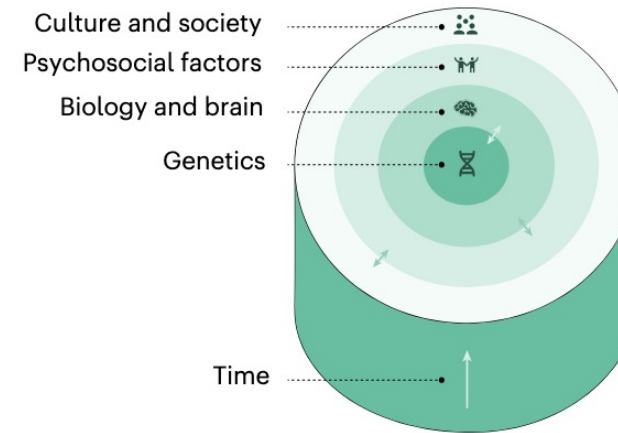 Culture and society
Psychosocial factors
Biology and brain
Genetics
Time